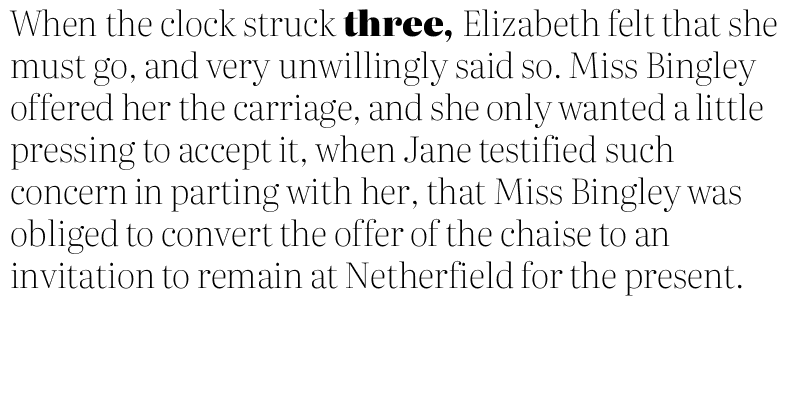 When the clock struck three, Elizabeth felt that she
must go, and very unwillingly said so. Miss Bingley
offered her the carriage, and she only wanted a little
pressing to accept it, when Jane testified such
concern in parting with her, that Miss Bingley was
obliged to convert the offer of the chaise to an
invitation to remain at Netherfield for the present.